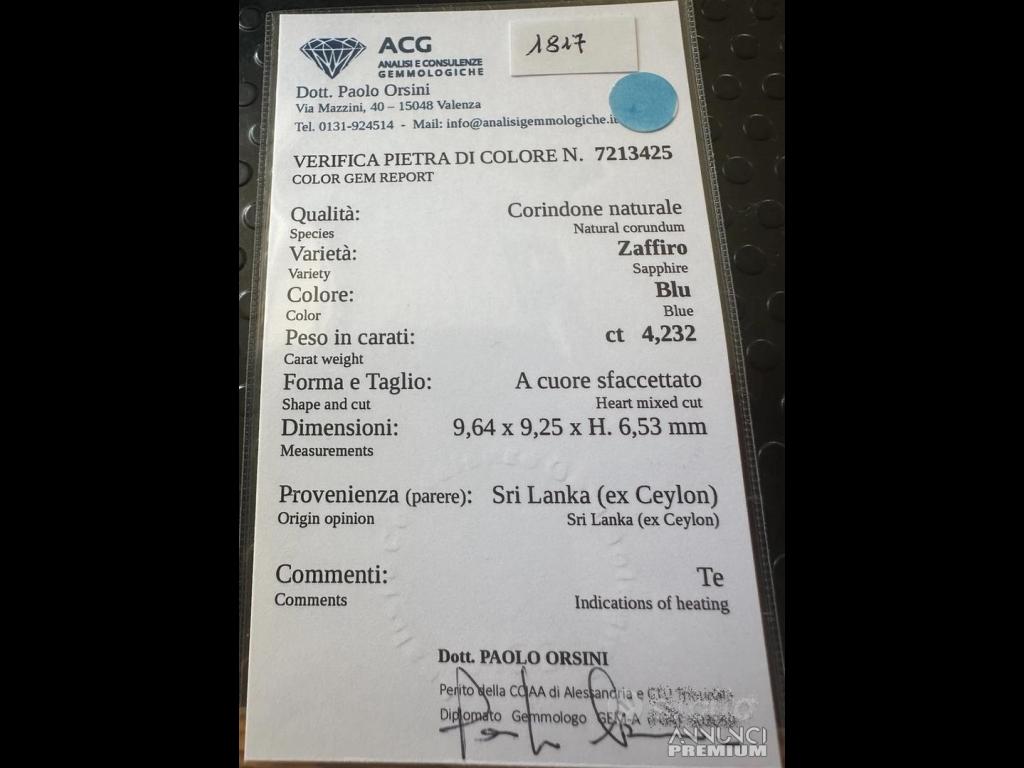 ACG
ANALISI E CONSULENZE
GEMMOLOGICHE
1817
Dott. Paolo Orsini
Via Mazzini, 40 – 15048 Valenza
Tel. 0131-924514 - Mail: info@analisigemmologiche.it
VERIFICA PIETRA DI COLORE N. 7213425
COLOR GEM REPORT
Qualità: Corindone naturale
Species Natural corundum
Varietà: Zaffiro
Variety Sapphire
Colore: Blu
Color Blue
Peso in carati: ct 4,232
Carat weight
Forma e Taglio: A cuore sfaccettato
Shape and cut Heart mixed cut
Dimensioni: 9,64 x 9,25 x H. 6,53 mm
Measurements
Provenienza (parere): Sri Lanka (ex Ceylon)
Origin opinion Sri Lanka (ex Ceylon)
Commenti: Te
Comments Indications of heating
Dott. PAOLO ORSINI
Perito della CCIAA di Alessandria e CTU
Diplomato Gemmologo GEM-A
ANNUNCI
PREMIUM